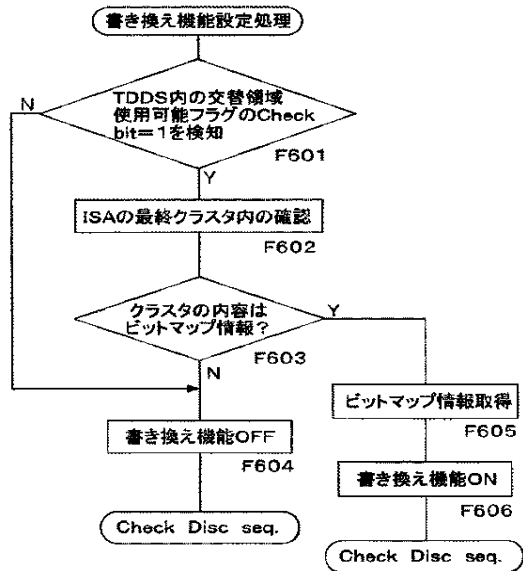 書き換え機能設定処理
N
TDDS内の交替領域
使用可能フラグのCheck
bit=1を検知
F601
Y
ISAの最終クラスタ内の確認
F602
クラスタの内容は
ビットマップ情報?
Y
F603
N
ビットマップ情報取得
F605
書き換え機能OFF
F604
書き換え機能ON
F606
Check Disc seq.
Check Disc seq.